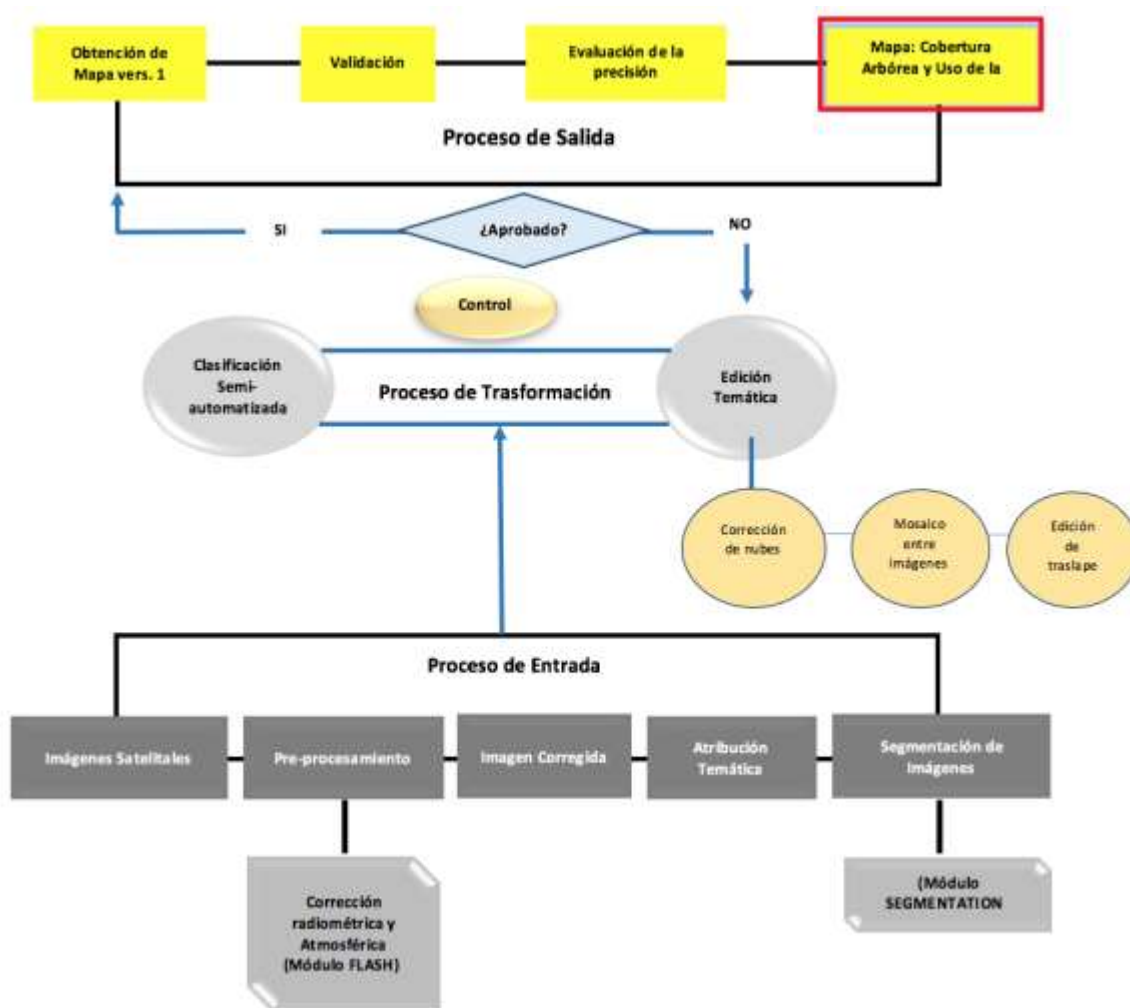 Obtención de
Mapa vers. 1
Validación
Evaluación de la
precisión
Mapa: Cobertura
Arbórea y Uso de la
Proceso de Salida
SI
¿Aprobado?
NO
Control
Clasificación
Semi-
automatizada
Proceso de Trasformación
Edición
Temática
Corrección
de nubes
Mosaico
entre
imágenes
Edición
de
traslape
Proceso de Entrada
Imágenes Satelitales
Pre-procesamiento
Imagen Corregida
Atribución
Temática
Segmentación de
Imágenes
Corrección
radiométrica y
Atmosférica
(Módulo FLASH)
(Módulo
SEGMENTATION